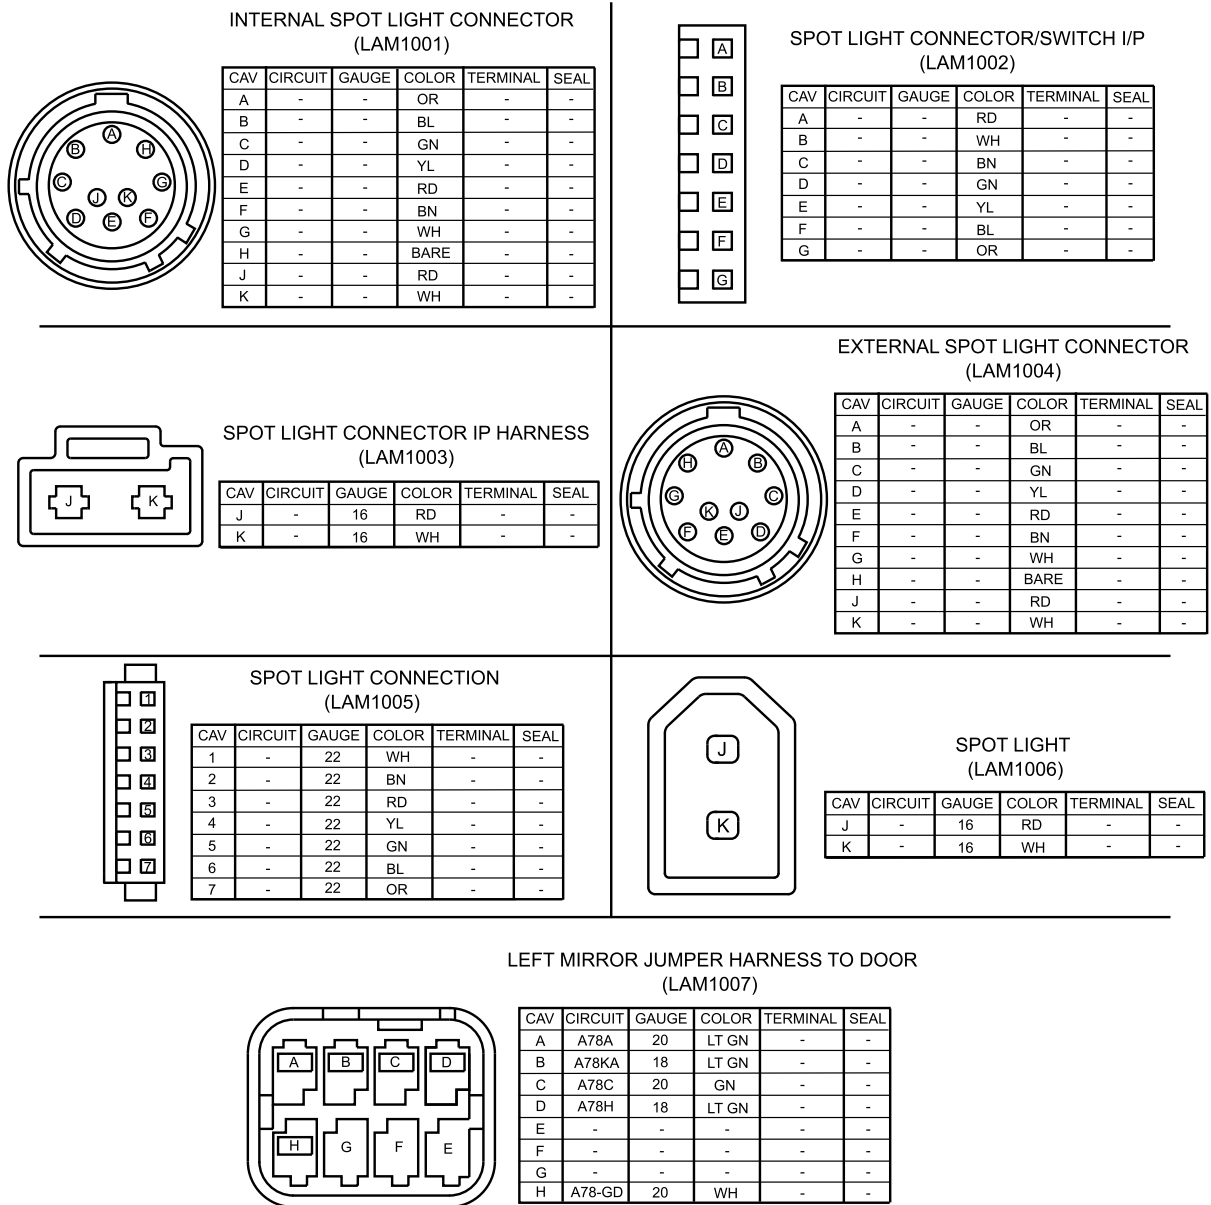 INTERNAL SPOT LIGHT CONNECTOR
(LAM1001)
CAV CIRCUIT GAUGE COLOR TERMINAL SEAL
A - - OR - -
B - - BL - -
C - - GN - -
D - - YL - -
E - - RD - -
F - - BN - -
G - - WH - -
H - - BARE - -
J - - RD - -
K - - WH - -
A
B H
C G
J K
D E F
SPOT LIGHT CONNECTOR/SWITCH I/P
(LAM1002)
CAV CIRCUIT GAUGE COLOR TERMINAL SEAL
A - - RD - -
B - - WH - -
C - - BN - -
D - - GN - -
E - - YL - -
F - - BL - -
G - - OR - -
A
B
C
D
E
F
G
SPOT LIGHT CONNECTOR IP HARNESS
(LAM1003)
CAV CIRCUIT GAUGE COLOR TERMINAL SEAL
J - 16 RD - -
K - 16 WH - -
J K
EXTERNAL SPOT LIGHT CONNECTOR
(LAM1004)
CAV CIRCUIT GAUGE COLOR TERMINAL SEAL
A - - OR - -
B - - BL - -
C - - GN - -
D - - YL - -
E - - RD - -
F - - BN - -
G - - WH - -
H - - BARE - -
J - - RD - -
K - - WH - -
A
H B
G C
K J
F E D
SPOT LIGHT CONNECTION
(LAM1005)
CAV CIRCUIT GAUGE COLOR TERMINAL SEAL
1 - 22 WH - -
2 - 22 BN - -
3 - 22 RD - -
4 - 22 YL - -
5 - 22 GN - -
6 - 22 BL - -
7 - 22 OR - -
1
2
3
4
5
6
7
SPOT LIGHT
(LAM1006)
CAV CIRCUIT GAUGE COLOR TERMINAL SEAL
J - 16 RD - -
K - 16 WH - -
J
K
LEFT MIRROR JUMPER HARNESS TO DOOR
(LAM1007)
CAV CIRCUIT GAUGE COLOR TERMINAL SEAL
A A78A 20 LT GN - -
B A78KA 18 LT GN - -
C A78C 20 GN - -
D A78H 18 LT GN - -
E - - - - -
F - - - - -
G - - - - -
H A78-GD 20 WH - -
A B C D
H G F E